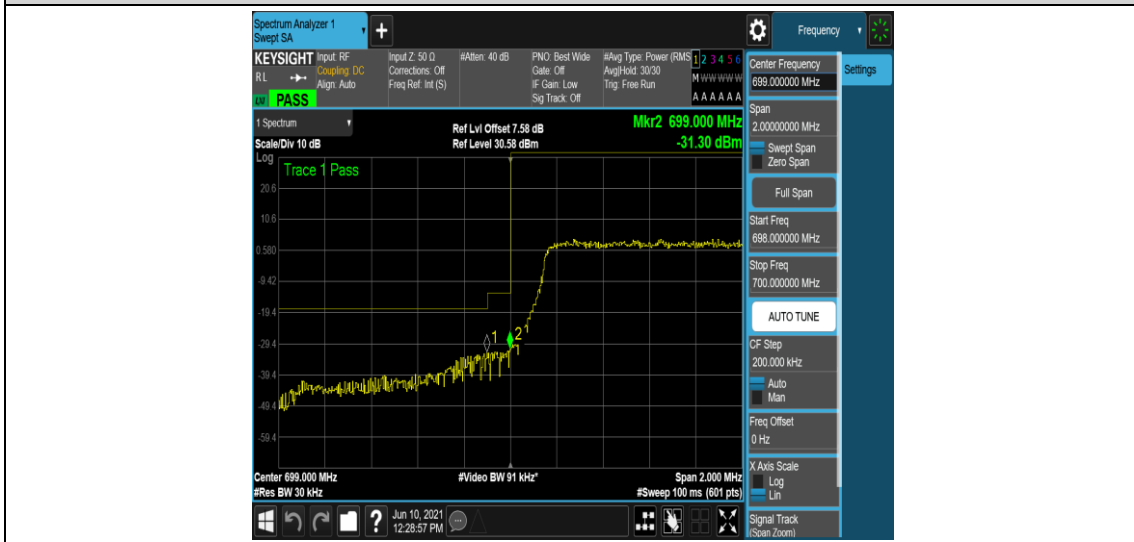 Spectrum Analyzer 1
Swept SA
Frequency
KEYSIGHT
RL
LXI PASS
Input: RF
Coupling: DC
Align: Auto
Input Z: 50 Ω
Corrections: Off
Freq Ref: Int (S)
#Atten: 40 dB
PNO: Best Wide
Gate: Off
IF Gain: Low
Sig Track: Off
#Avg Type: Power (RMS
Avg|Hold: 30/30
Trig: Free Run
1 2 3 4 5 6
M W W W W W
A A A A A A
1 Spectrum
Scale/Div 10 dB
Ref Lvl Offset 7.58 dB
Ref Level 30.58 dBm
Mkr2 699.000 MHz
-31.30 dBm
Log
Trace 1 Pass
20.6
10.6
0.580
-9.42
-19.4
-29.4
-39.4
-49.4
-59.4
1
2
Center 699.000 MHz
#Res BW 30 kHz
#Video BW 91 kHz*
Span 2.000 MHz
#Sweep 100 ms (601 pts)
Jun 10, 2021
12:28:57 PM
Center Frequency
699.000000 MHz
Settings
Span
2.00000000 MHz
Swept Span
Zero Span
Full Span
Start Freq
698.000000 MHz
Stop Freq
700.000000 MHz
AUTO TUNE
CF Step
200.000 kHz
Auto
Man
Freq Offset
0 Hz
X Axis Scale
Log
Lin
Signal Track
(Span Zoom)